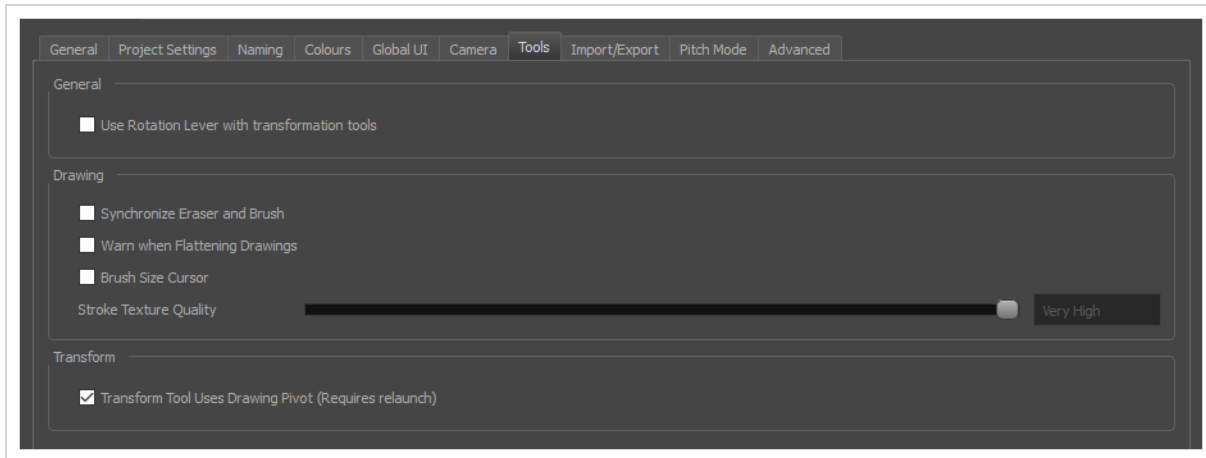 General Project Settings Naming Colours Global UI Camera Tools Import/Export Pitch Mode Advanced
General
Use Rotation Lever with transformation tools
Drawing
Synchronize Eraser and Brush
Warn when Flattening Drawings
Brush Size Cursor
Stroke Texture Quality Very High
Transform
Transform Tool Uses Drawing Pivot (Requires relaunch)